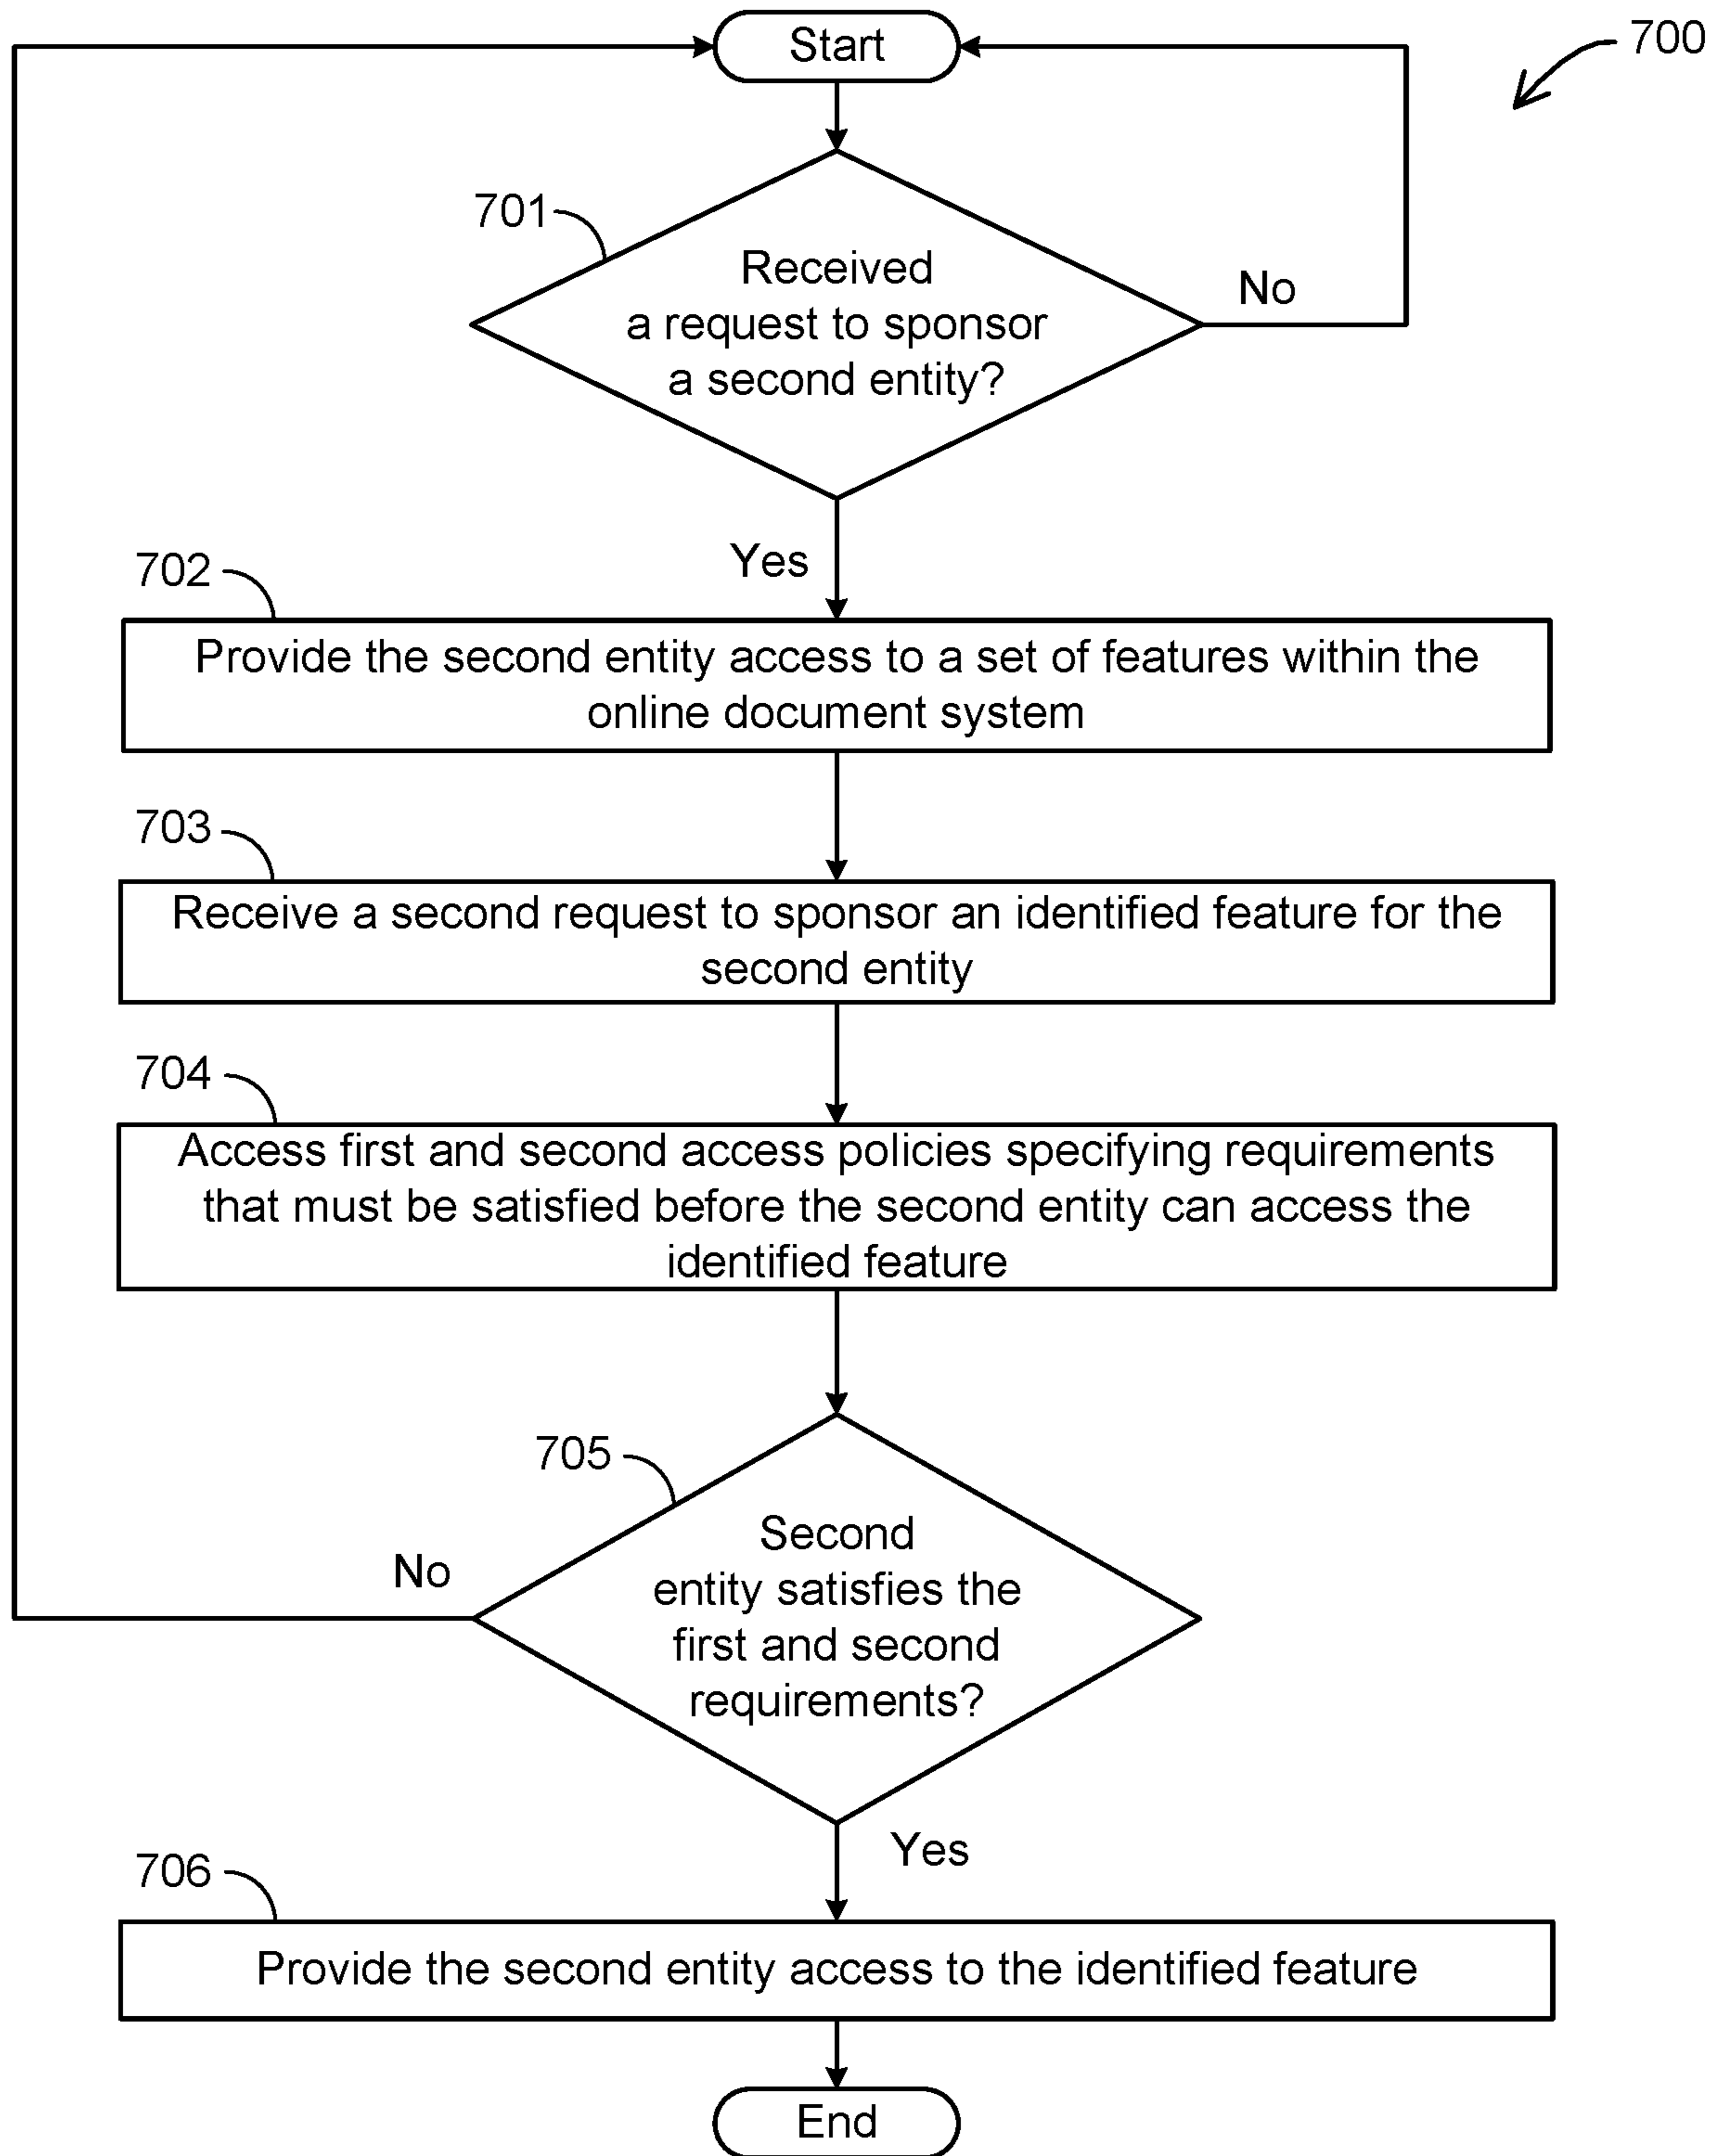 Start
700
701
Received
a request to sponsor
a second entity?
No
Yes
702
Provide the second entity access to a set of features within the
online document system
703
Receive a second request to sponsor an identified feature for the
second entity
704
Access first and second access policies specifying requirements
that must be satisfied before the second entity can access the
identified feature
705
Second
entity satisfies the
first and second
requirements?
No
Yes
706
Provide the second entity access to the identified feature
End